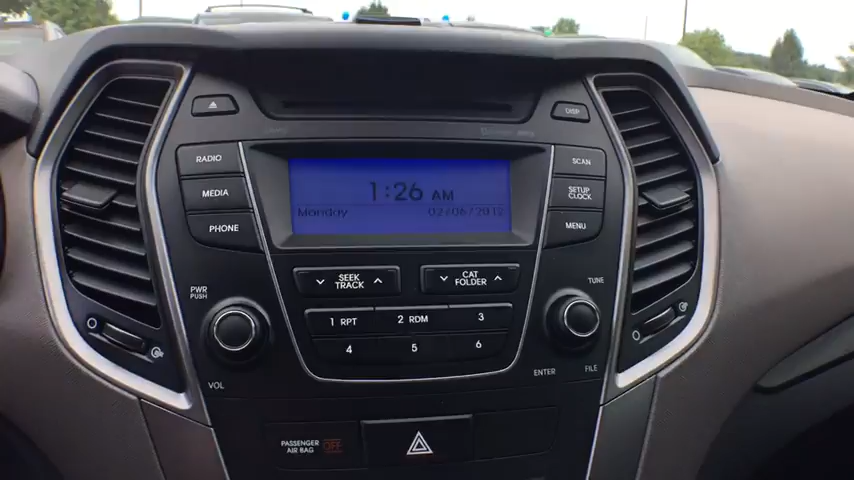 DISP
RADIO
SCAN
1:26 AM
MEDIA
SETUP
CLOCK
Monday 02/06/2012
PHONE
MENU
SEEK
TRACK
CAT
FOLDER
TUNE
PWR
PUSH
1 RPT
2 RDM
3
4
5
6
VOL
ENTER
FILE
PASSENGER
AIR BAG
OFF